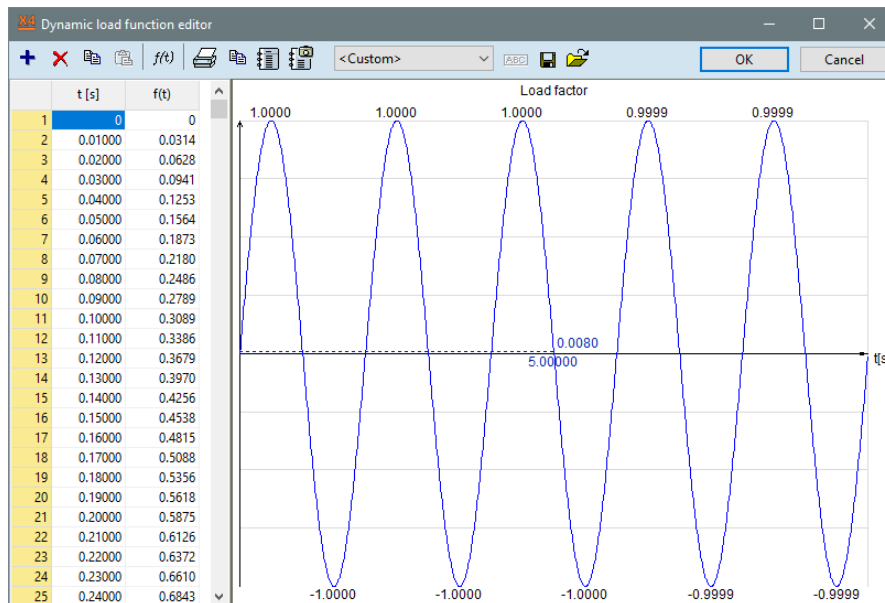 X4 Dynamic load function editor
f(t) <Custom> ABC OK Cancel
t [s] f(t)
1 0 0
2 0.01000 0.0314
3 0.02000 0.0628
4 0.03000 0.0941
5 0.04000 0.1253
6 0.05000 0.1564
7 0.06000 0.1873
8 0.07000 0.2180
9 0.08000 0.2486
10 0.09000 0.2789
11 0.10000 0.3089
12 0.11000 0.3386
13 0.12000 0.3679
14 0.13000 0.3970
15 0.14000 0.4256
16 0.15000 0.4538
17 0.16000 0.4815
18 0.17000 0.5088
19 0.18000 0.5356
20 0.19000 0.5618
21 0.20000 0.5875
22 0.21000 0.6126
23 0.22000 0.6372
24 0.23000 0.6610
25 0.24000 0.6843
Load factor
1.0000 1.0000 1.0000 0.9999 0.9999
0.0080
5.00000
t[s
-1.0000 -1.0000 -1.0000 -0.9999 -0.9999